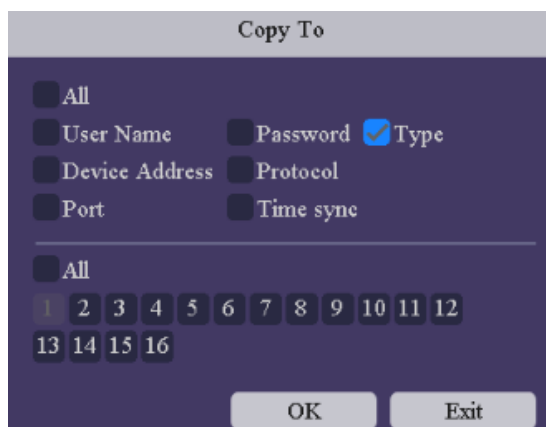 Copy To
All
User Name Password Type
Device Address Protocol
Port Time sync
All
1 2 3 4 5 6 7 8 9 10 11 12
13 14 15 16
OK Exit